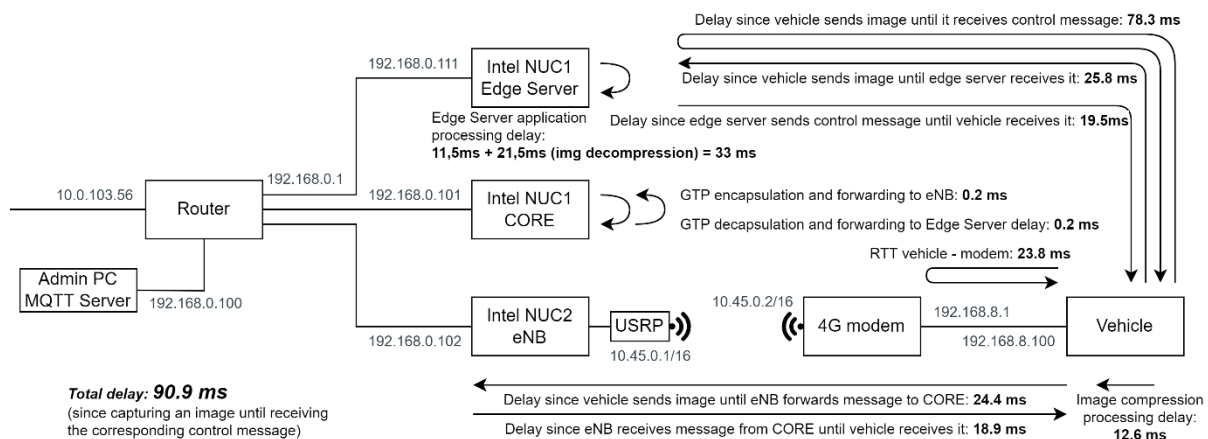 Delay since vehicle sends image until it receives control message: 78.3 ms
192.168.0.111
Intel NUC1
Edge Server
Delay since vehicle sends image until edge server receives it: 25.8 ms
Edge Server application
processing delay:
11,5ms + 21,5ms (img decompression) = 33 ms
Delay since edge server sends control message until vehicle receives it: 19.5ms
10.0.103.56
Router
192.168.0.1
192.168.0.101
Intel NUC1
CORE
GTP encapsulation and forwarding to eNB: 0.2 ms
GTP decapsulation and forwarding to Edge Server delay: 0.2 ms
RTT vehicle - modem: 23.8 ms
Admin PC
MQTT Server
192.168.0.100
192.168.0.102
Intel NUC2
eNB
USRP
10.45.0.1/16
10.45.0.2/16
4G modem
192.168.8.1
192.168.8.100
Vehicle
Total delay: 90.9 ms
(since capturing an image until receiving
the corresponding control message)
Delay since vehicle sends image until eNB forwards message to CORE: 24.4 ms
Delay since eNB receives message from CORE until vehicle receives it: 18.9 ms
Image compression
processing delay:
12.6 ms